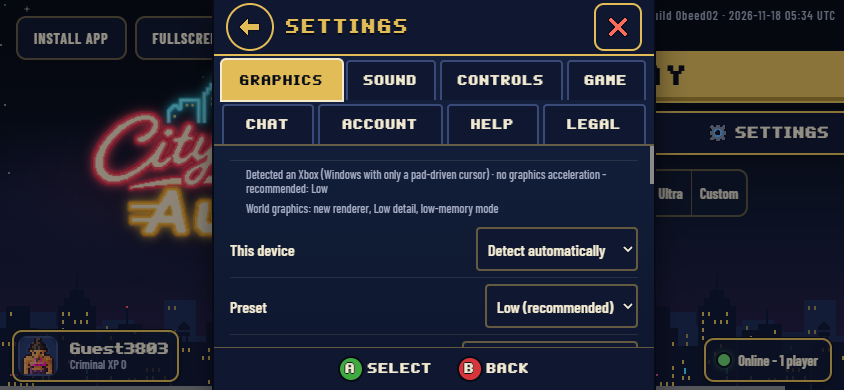 INSTALL APP
FULLSCRE
SETTINGS
uild 0beed02 · 2026-11-18 05:34 UTC
GRAPHICS
SOUND
CONTROLS
GAME
CHAT
ACCOUNT
HELP
LEGAL
SETTINGS
Ultra
Custom
City
Au
Detected an Xbox (Windows with only a pad-driven cursor) · no graphics acceleration -
recommended: Low
World graphics: new renderer, Low detail, low-memory mode
This device
Detect automatically
Preset
Low (recommended)
Guest3803
Criminal XP 0
A SELECT
B BACK
Online - 1 player